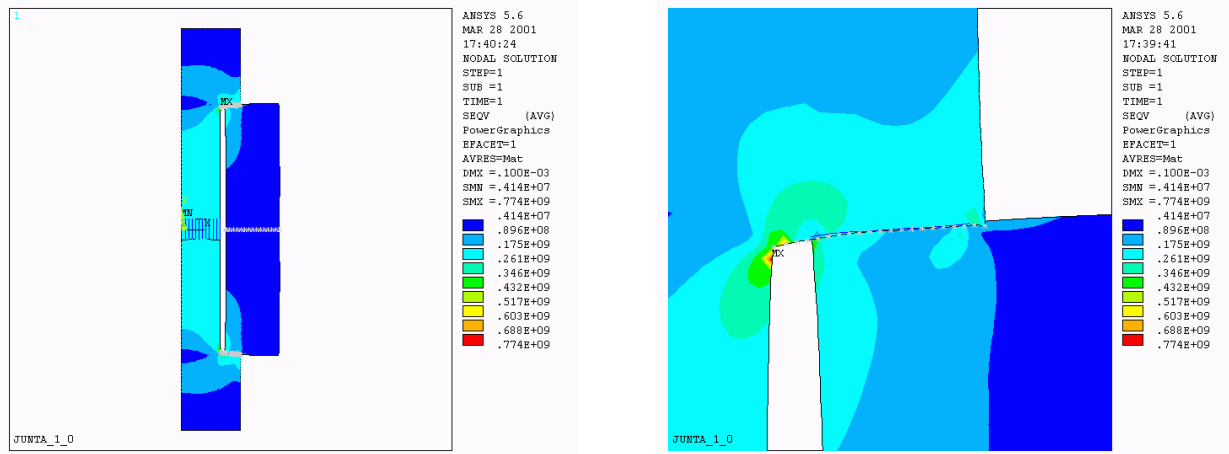 1
ANSYS 5.6
MAR 28 2001
17:40:24
NODAL SOLUTION
STEP=1
SUB =1
TIME=1
SEQV (AVG)
PowerGraphics
EFACET=1
AVRES=Mat
DMX =.100E-03
SMN =.414E+07
SMX =.774E+09
.414E+07
.896E+08
.175E+09
.261E+09
.346E+09
.432E+09
.517E+09
.603E+09
.688E+09
.774E+09
MX
MN
X
JUNTA_1_0
ANSYS 5.6
MAR 28 2001
17:39:41
NODAL SOLUTION
STEP=1
SUB =1
TIME=1
SEQV (AVG)
PowerGraphics
EFACET=1
AVRES=Mat
DMX =.100E-03
SMN =.414E+07
SMX =.774E+09
.414E+07
.896E+08
.175E+09
.261E+09
.346E+09
.432E+09
.517E+09
.603E+09
.688E+09
.774E+09
MX
JUNTA_1_0